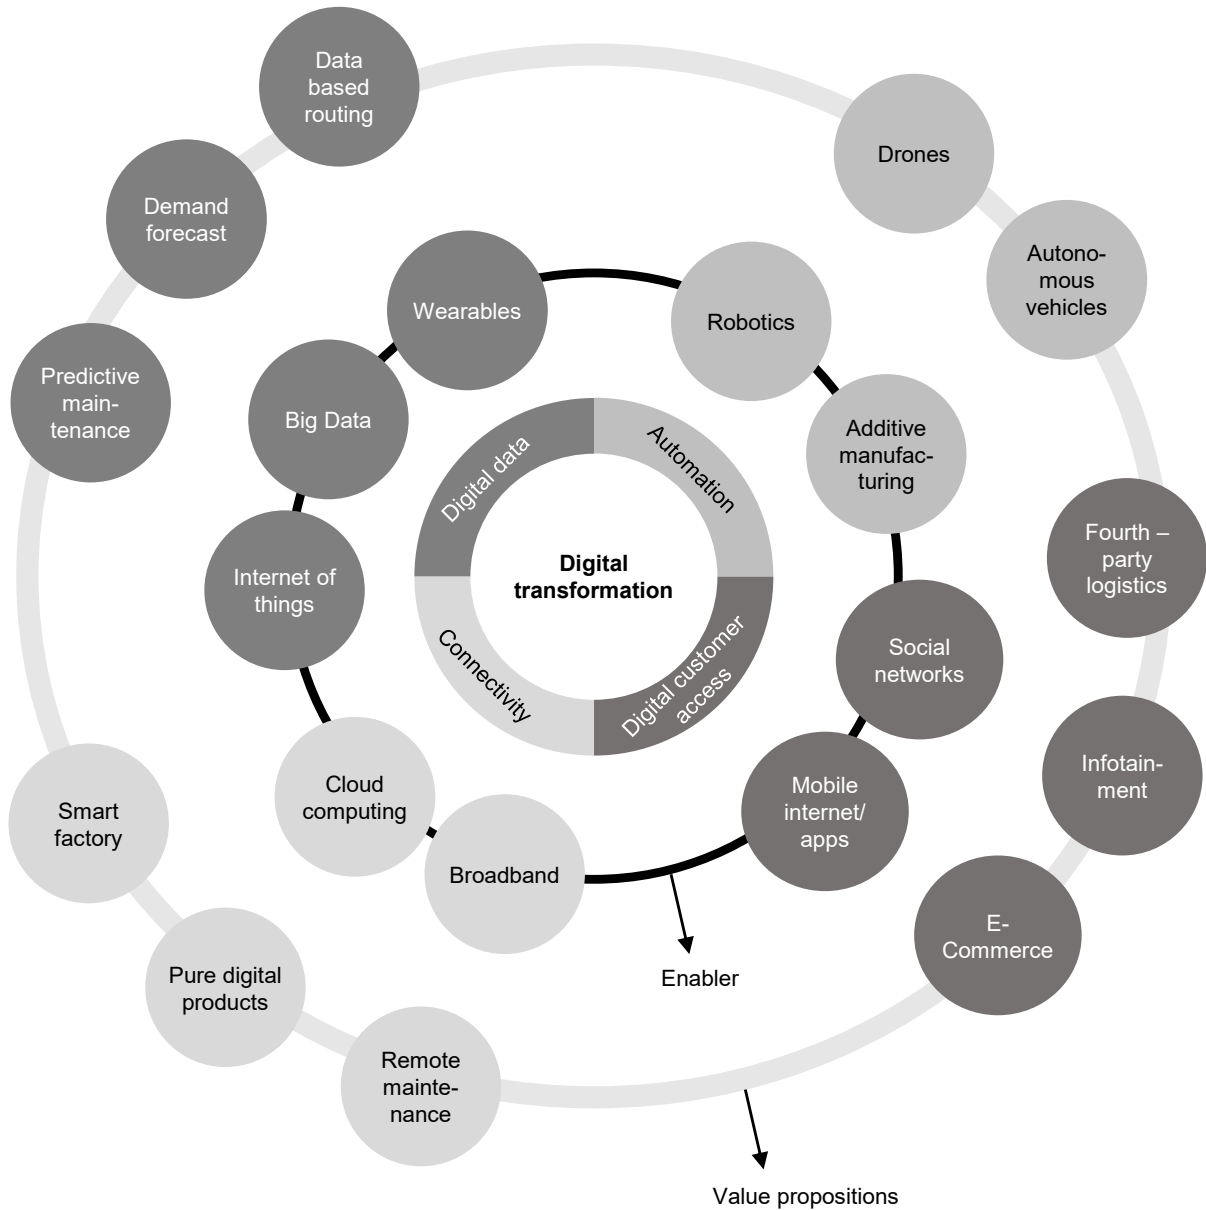 Data
based
routing
Drones
Demand
forecast
Autono-
mous
vehicles
Wearables
Robotics
Predictive
main-
tenance
Big Data
Additive
manufac-
turing
Digital data
Automation
Fourth –
party
logistics
Internet of
things
Digital
transformation
Social
networks
Connectivity
Digital customer
access
Cloud
computing
Mobile
internet/
apps
Infotain-
ment
Smart
factory
Broadband
E-
Commerce
Pure digital
products
Enabler
Remote
mainte-
nance
Value propositions